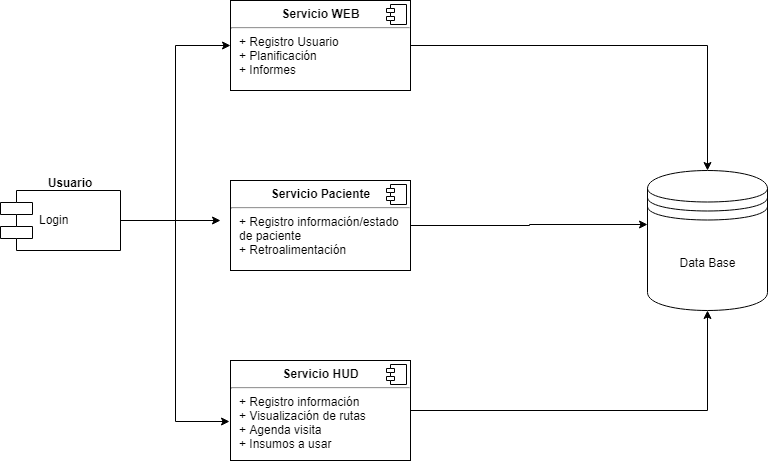 Servicio WEB
+ Registro Usuario
+ Planificación
+ Informes
Usuario
Login
Servicio Paciente
+ Registro información/estado
de paciente
+ Retroalimentación
Data Base
Servicio HUD
+ Registro información
+ Visualización de rutas
+ Agenda visita
+ Insumos a usar